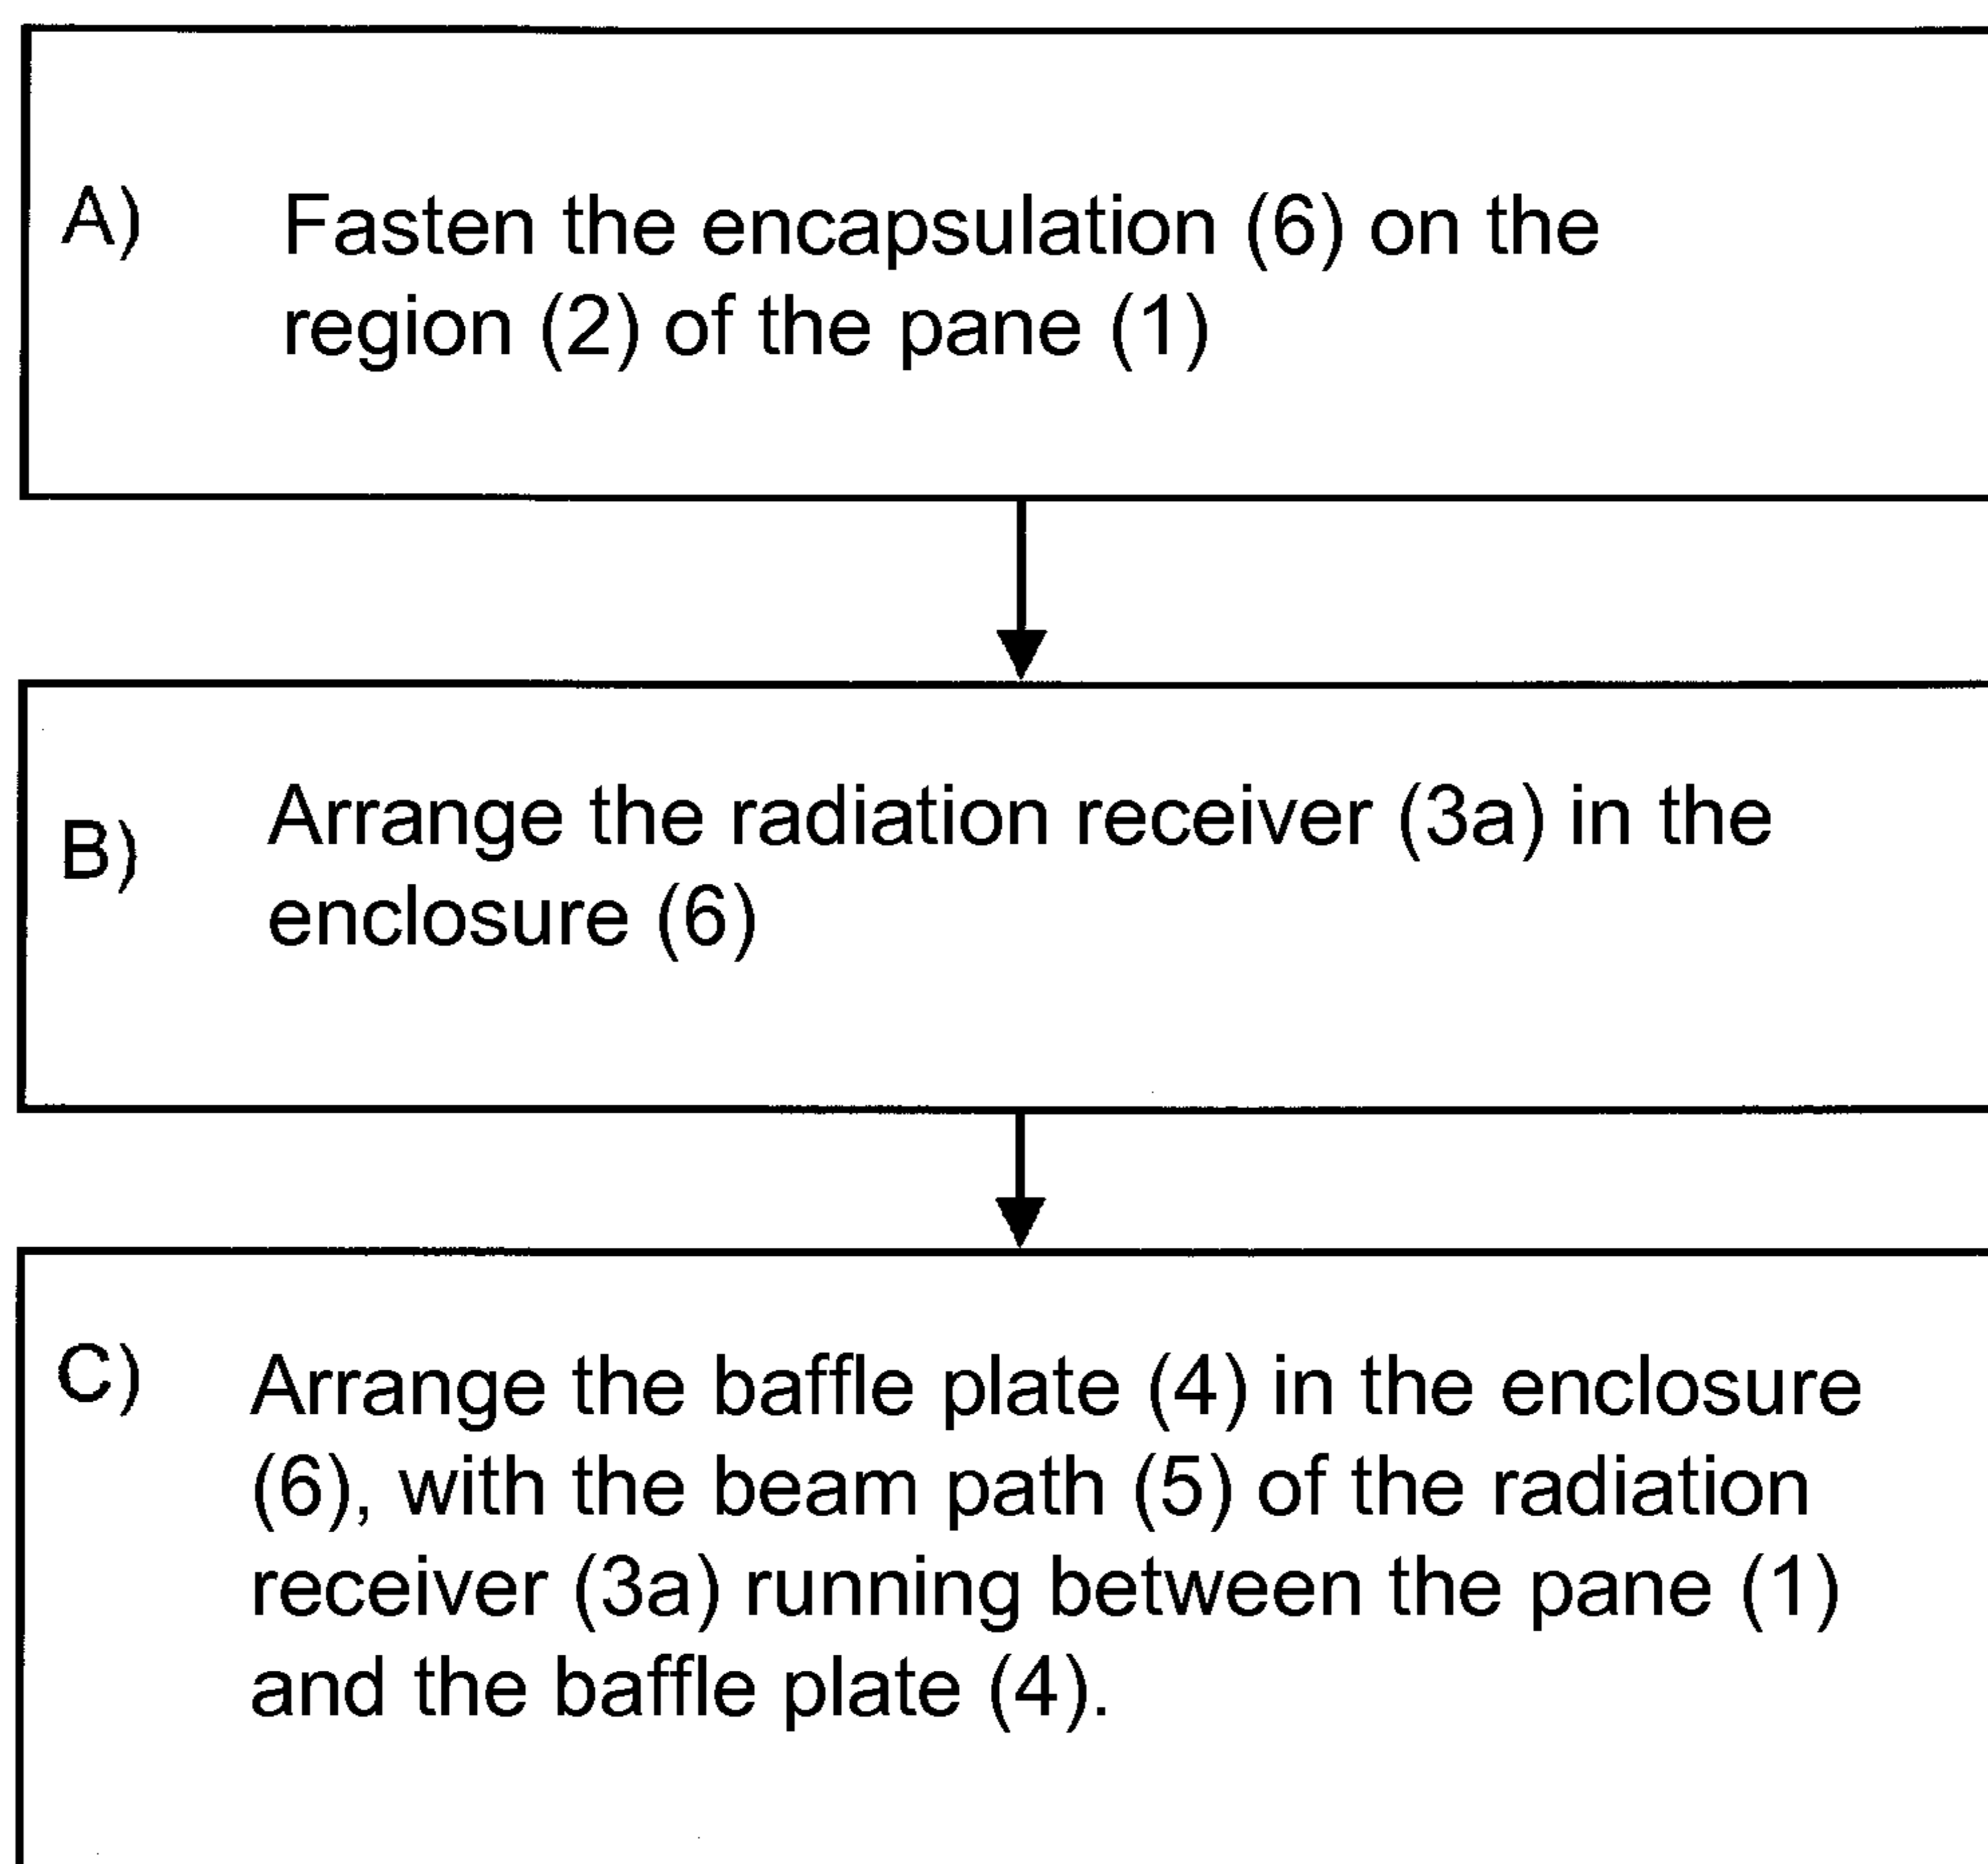 A) Fasten the encapsulation (6) on the
region (2) of the pane (1)
B) Arrange the radiation receiver (3a) in the
enclosure (6)
C) Arrange the baffle plate (4) in the enclosure
(6), with the beam path (5) of the radiation
receiver (3a) running between the pane (1)
and the baffle plate (4).